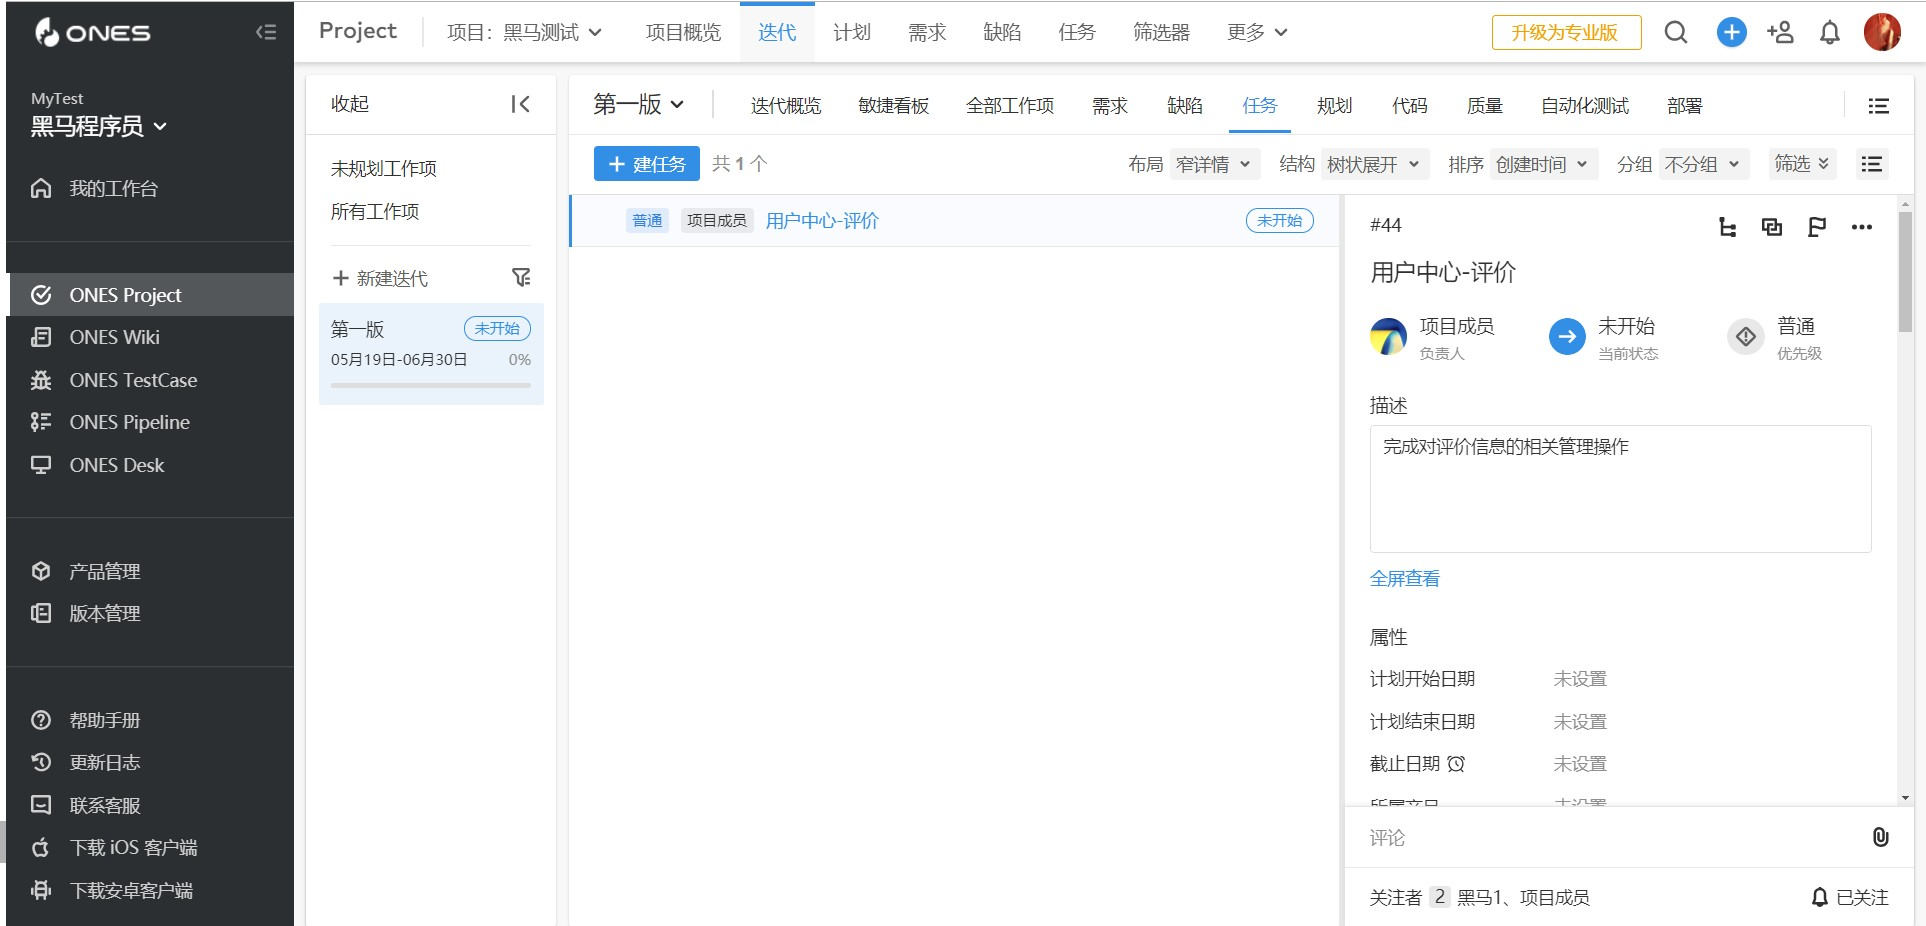 ONES
MyTest
黑马程序员
我的工作台
ONES Project
ONES Wiki
ONES TestCase
ONES Pipeline
ONES Desk
产品管理
版本管理
帮助手册
更新日志
联系客服
下载 iOS 客户端
下载安卓客户端
Project 项目：黑马测试 项目概览 迭代 计划 需求 缺陷 任务 筛选器 更多 升级为专业版
收起
未规划工作项
所有工作项
新建迭代
第一版 未开始
05月19日-06月30日 0%
第一版 迭代概览 敏捷看板 全部工作项 需求 缺陷 任务 规划 代码 质量 自动化测试 部署
建任务 共 1 个 布局 窄详情 结构 树状展开 排序 创建时间 分组 不分组 筛选
普通 项目成员 用户中心-评价 未开始
#44
用户中心-评价
项目成员 未开始 普通
负责人 当前状态 优先级
描述
完成对评价信息的相关管理操作
全屏查看
属性
计划开始日期 未设置
计划结束日期 未设置
截止日期 未设置
所属产品 未设置
评论
关注者 2 黑马1、项目成员 已关注